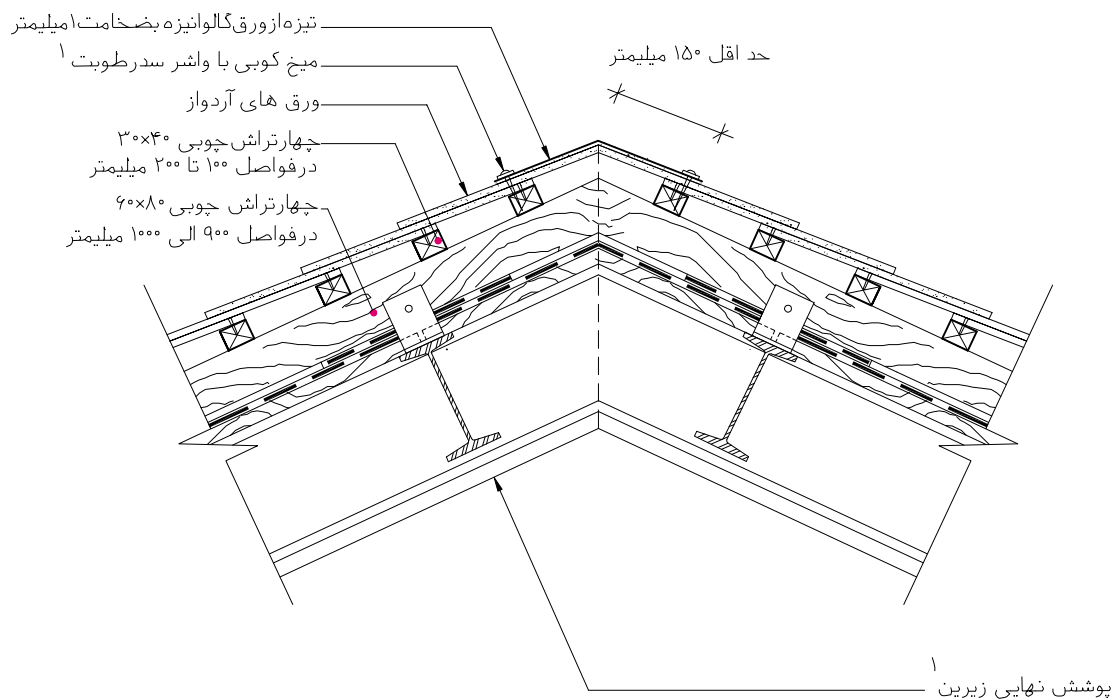 تیزه از ورق گالوانیزه بضخامت ۱ میلیمتر
میخ کوبی با واشر سدرطوبت ۱
ورق های آردواز
چهارتراش چوبی ۴۰×۳۰
درفواصل ۱۰۰ تا ۲۰۰ میلیمتر
چهارتراش چوبی ۸۰×۶۰
درفواصل ۹۰۰ الی ۱۰۰۰ میلیمتر
حد اقل ۱۵۰ میلیمتر
پوشش نهایی زیرین ۱